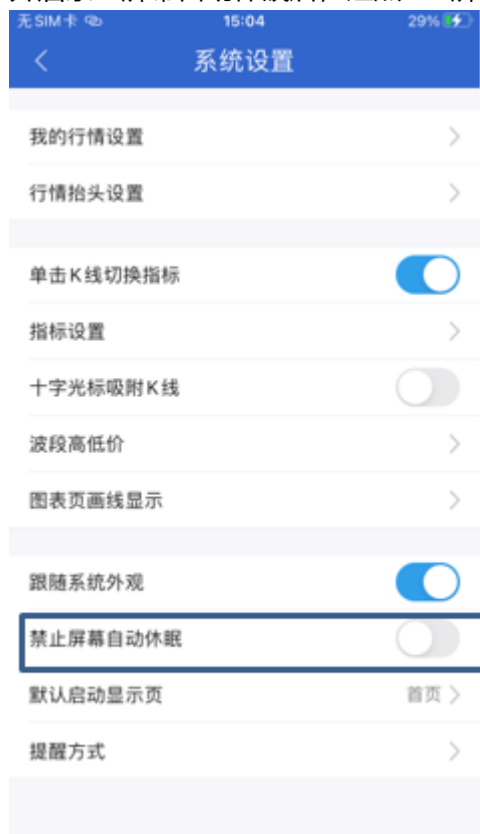 无SIM卡 15:04 29%
系统设置
我的行情设置
行情抬头设置
单击K线切换指标
指标设置
十字光标吸附K线
波段高低价
图表页画线显示
跟随系统外观
禁止屏幕自动休眠
默认启动显示页 首页
提醒方式